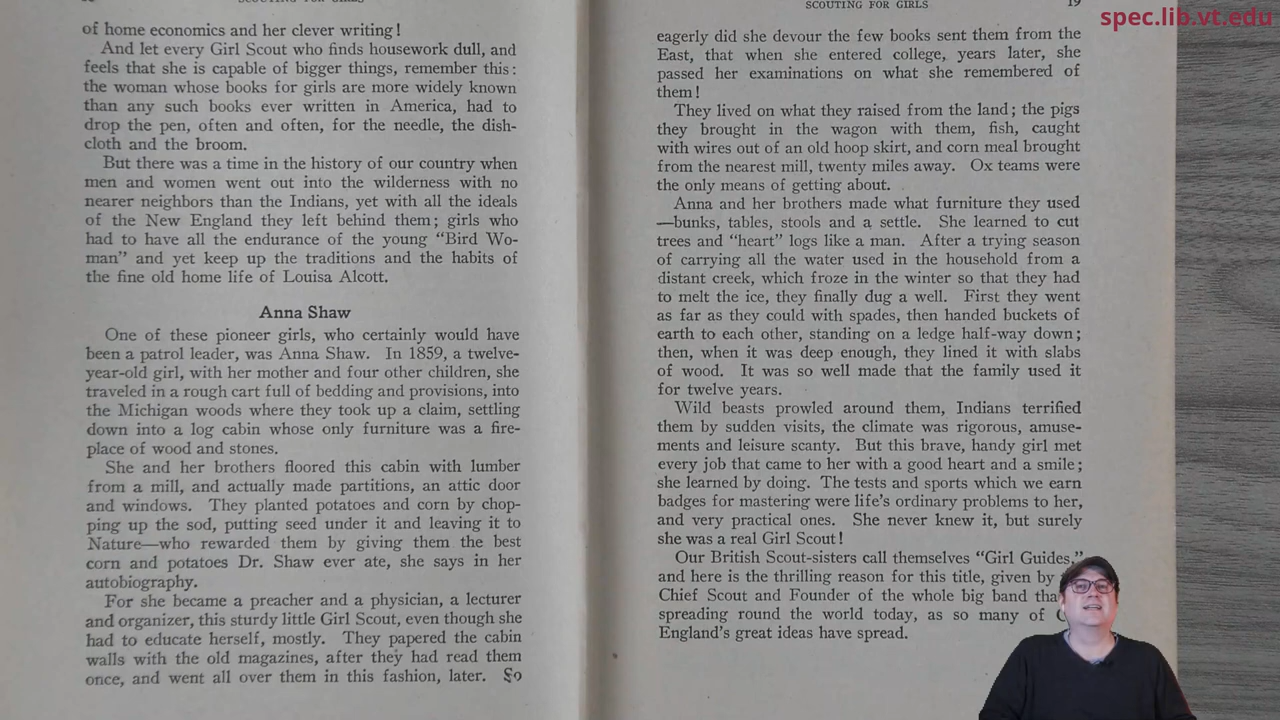 SCOUTING FOR GIRLS
of home economics and her clever writing!
And let every Girl Scout who finds housework dull, and
feels that she is capable of bigger things, remember this:
the woman whose books for girls are more widely known
than any such books ever written in America, had to
drop the pen, often and often, for the needle, the dish-
cloth and the broom.
But there was a time in the history of our country when
men and women went out into the wilderness with no
nearer neighbors than the Indians, yet with all the ideals
of the New England they left behind them; girls who
had to have all the endurance of the young “Bird Wo-
man” and yet keep up the traditions and the habits of
the fine old home life of Louisa Alcott.
Anna Shaw
One of these pioneer girls, who certainly would have
been a patrol leader, was Anna Shaw. In 1859, a twelve-
year-old girl, with her mother and four other children, she
traveled in a rough cart full of bedding and provisions, into
the Michigan woods where they took up a claim, settling
down into a log cabin whose only furniture was a fire-
place of wood and stones.
She and her brothers floored this cabin with lumber
from a mill, and actually made partitions, an attic door
and windows. They planted potatoes and corn by chop-
ping up the sod, putting seed under it and leaving it to
Nature—who rewarded them by giving them the best
corn and potatoes Dr. Shaw ever ate, she says in her
autobiography.
For she became a preacher and a physician, a lecturer
and organizer, this sturdy little Girl Scout, even though she
had to educate herself, mostly. They papered the cabin
walls with the old magazines, after they had read them
once, and went all over them in this fashion, later. So
SCOUTING FOR GIRLS 19
eagerly did she devour the few books sent them from the
East, that when she entered college, years later, she
passed her examinations on what she remembered of
them!
They lived on what they raised from the land; the pigs
they brought in the wagon with them, fish, caught
with wires out of an old hoop skirt, and corn meal brought
from the nearest mill, twenty miles away. Ox teams were
the only means of getting about.
Anna and her brothers made what furniture they used
—bunks, tables, stools and a settle. She learned to cut
trees and “heart” logs like a man. After a trying season
of carrying all the water used in the household from a
distant creek, which froze in the winter so that they had
to melt the ice, they finally dug a well. First they went
as far as they could with spades, then handed buckets of
earth to each other, standing on a ledge half-way down;
then, when it was deep enough, they lined it with slabs
of wood. It was so well made that the family used it
for twelve years.
Wild beasts prowled around them, Indians terrified
them by sudden visits, the climate was rigorous, amuse-
ments and leisure scanty. But this brave, handy girl met
every job that came to her with a good heart and a smile;
she learned by doing. The tests and sports which we earn
badges for mastering were life’s ordinary problems to her,
and very practical ones. She never knew it, but surely
she was a real Girl Scout!
Our British Scout-sisters call themselves “Girl Guides,”
and here is the thrilling reason for this title, given by
Chief Scout and Founder of the whole big band
spreading round the world today, as so many of
England’s great ideas have spread.
spec.lib.vt.edu